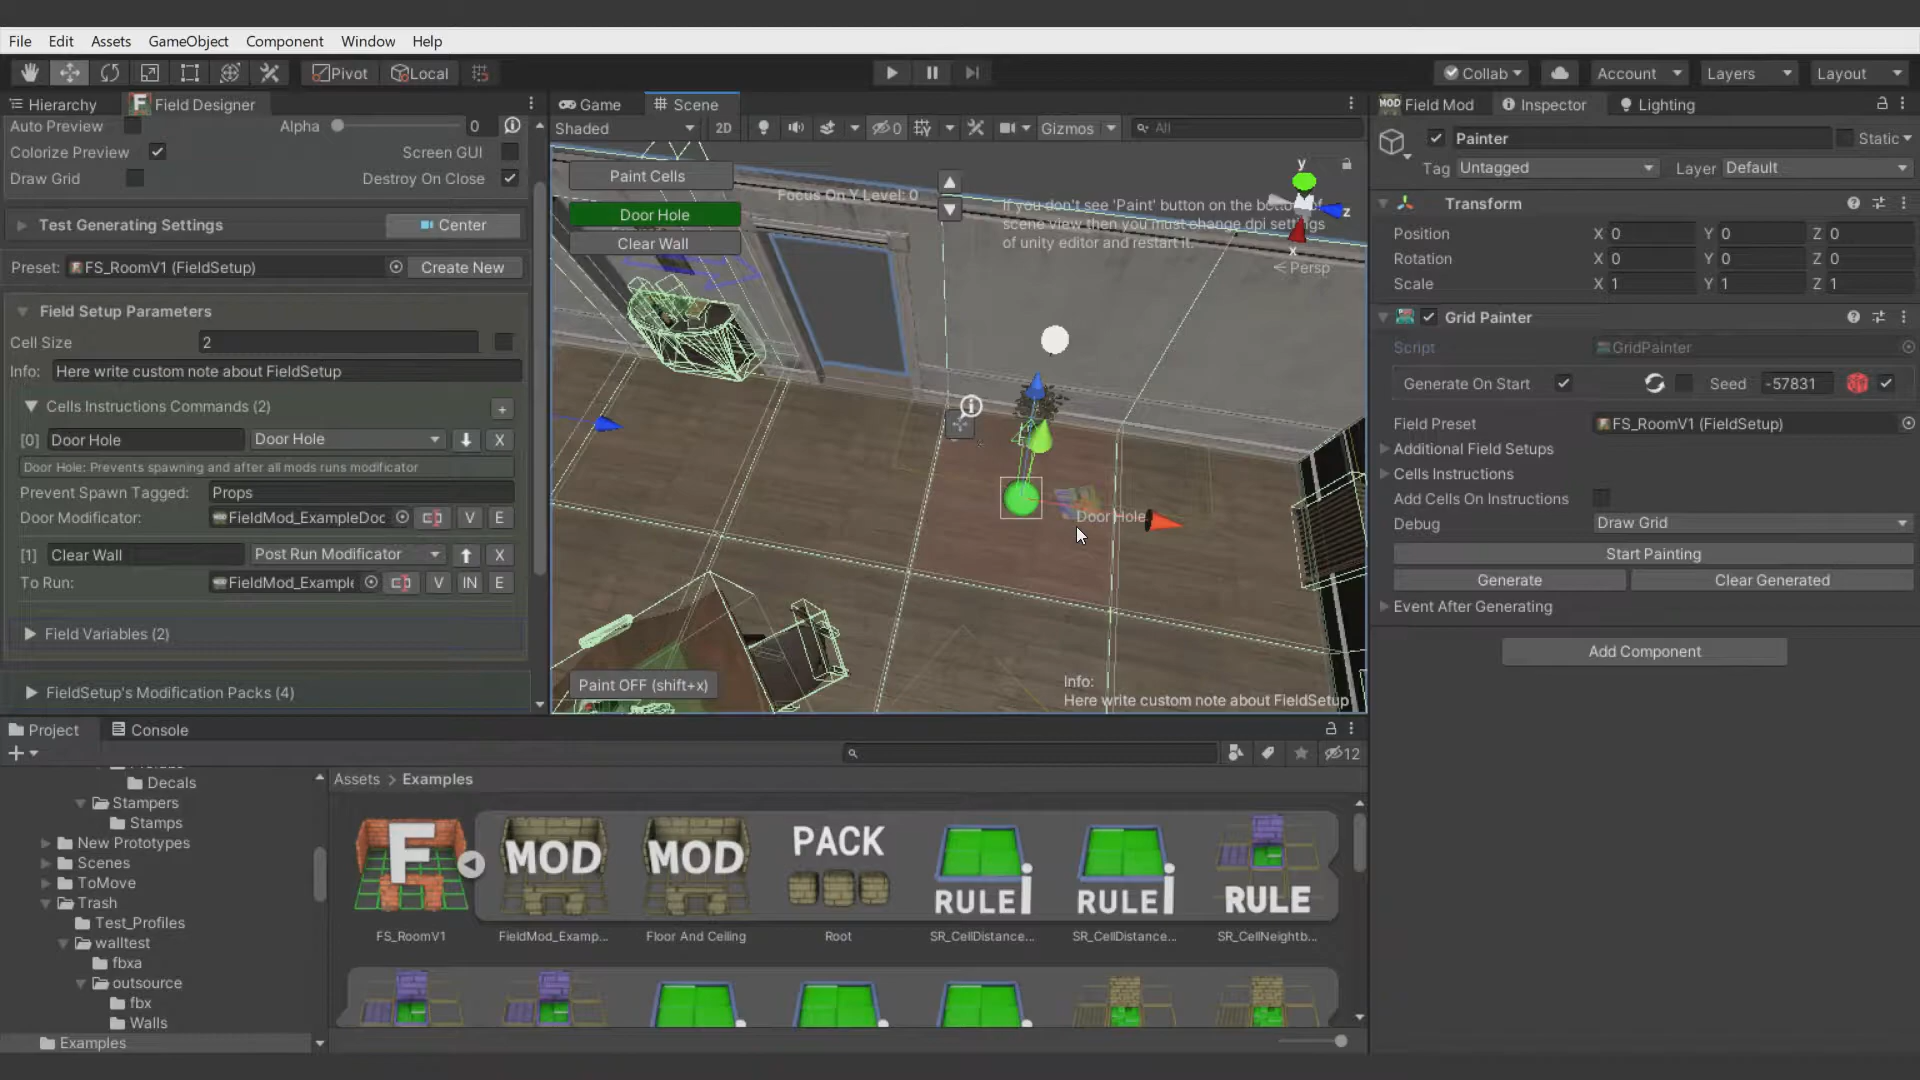 File Edit Assets GameObject Component Window Help
Pivot Local Collab Account Layers Layout
Hierarchy Field Designer
Auto Preview Alpha 0
Colorize Preview Screen GUI
Draw Grid Destroy On Close
Test Generating Settings Center
Preset: FS_RoomV1 (FieldSetup) Create New
Field Setup Parameters
Cell Size 2
Info: Here write custom note about FieldSetup
Cells Instructions Commands (2) +
[0] Door Hole Door Hole X
Door Hole: Prevents spawning and after all mods runs modificator
Prevent Spawn Tagged: Props
Door Modificator: FieldMod_ExampleDoc V E
[1] Clear Wall Post Run Modificator X
To Run: FieldMod_Example V IN E
Field Variables (2)
FieldSetup's Modification Packs (4)
Game Scene
Shaded 2D 0 Gizmos All
Paint Cells
Door Hole
Clear Wall
Focus On Y Level: 0
If you don't see 'Paint' button on the bottom of
scene view then you must change dpi settings
of unity editor and restart it.
y
z
x
Persp
Door Hole
Paint OFF (shift+x)
Info:
Here write custom note about FieldSetup
MOD Field Mod Inspector Lighting
Painter Static
Tag Untagged Layer Default
Transform
Position X 0 Y 0 Z 0
Rotation X 0 Y 0 Z 0
Scale X 1 Y 1 Z 1
Grid Painter
Script GridPainter
Generate On Start Seed -57831
Field Preset FS_RoomV1 (FieldSetup)
Additional Field Setups
Cells Instructions
Add Cells On Instructions
Debug Draw Grid
Start Painting
Generate Clear Generated
Event After Generating
Add Component
Project Console
12
Decals
Stampers
Stamps
New Prototypes
Scenes
ToMove
Trash
Test_Profiles
walltest
fbxa
outsource
fbx
Walls
Examples
Assets > Examples
F MOD MOD PACK RULE i RULE i RULE
FS_RoomV1 FieldMod_Examp... Floor And Ceiling Root SR_CellDistance... SR_CellDistance... SR_CellNeightb...